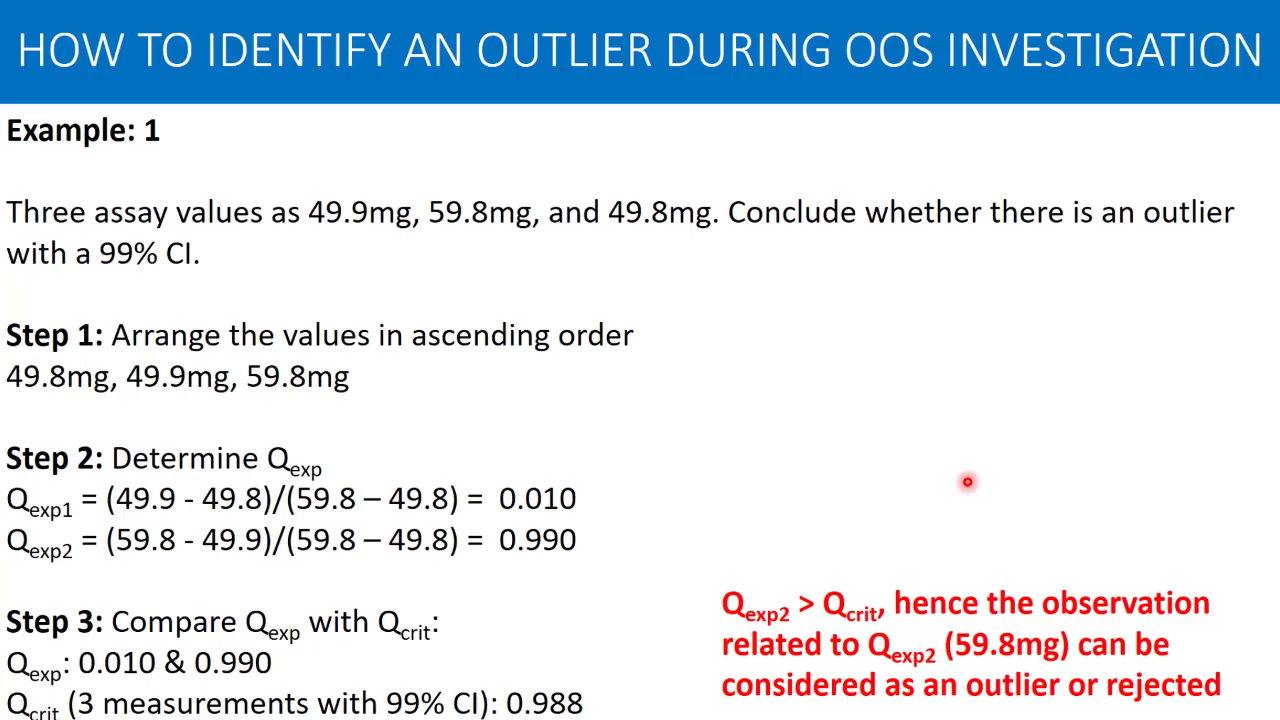 HOW TO IDENTIFY AN OUTLIER DURING OOS INVESTIGATION
Example: 1
Three assay values as 49.9mg, 59.8mg, and 49.8mg. Conclude whether there is an outlier
with a 99% CI.
Step 1: Arrange the values in ascending order
49.8mg, 49.9mg, 59.8mg
Step 2: Determine Qexp
Qexp1 = (49.9 - 49.8)/(59.8 – 49.8) = 0.010
Qexp2 = (59.8 - 49.9)/(59.8 – 49.8) = 0.990
Step 3: Compare Qexp with Qcrit:
Qexp: 0.010 & 0.990
Qcrit (3 measurements with 99% CI): 0.988
Qexp2 > Qcrit, hence the observation
related to Qexp2 (59.8mg) can be
considered as an outlier or rejected